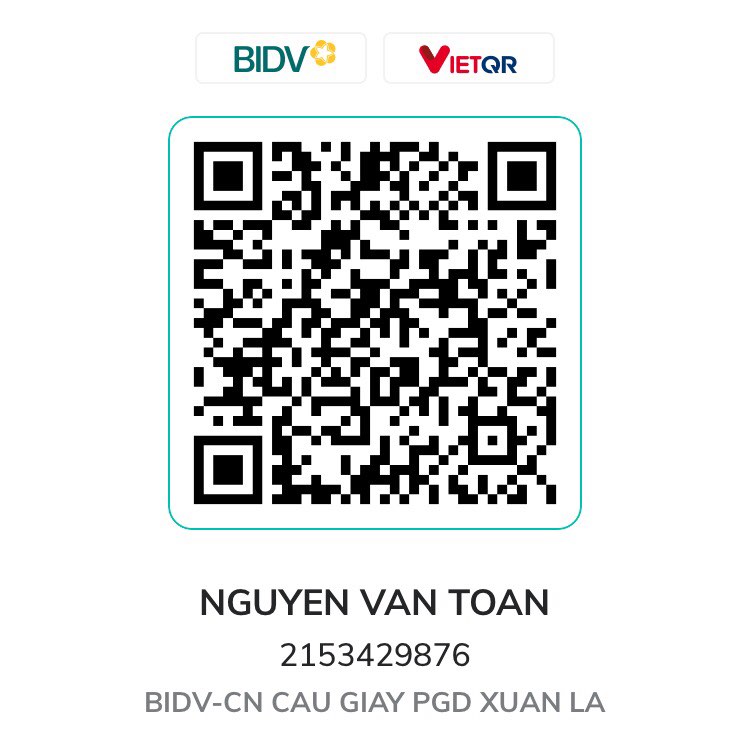 BIDV VIETQR
NGUYEN VAN TOAN
2153429876
BIDV-CN CAU GIAY PGD XUAN LA